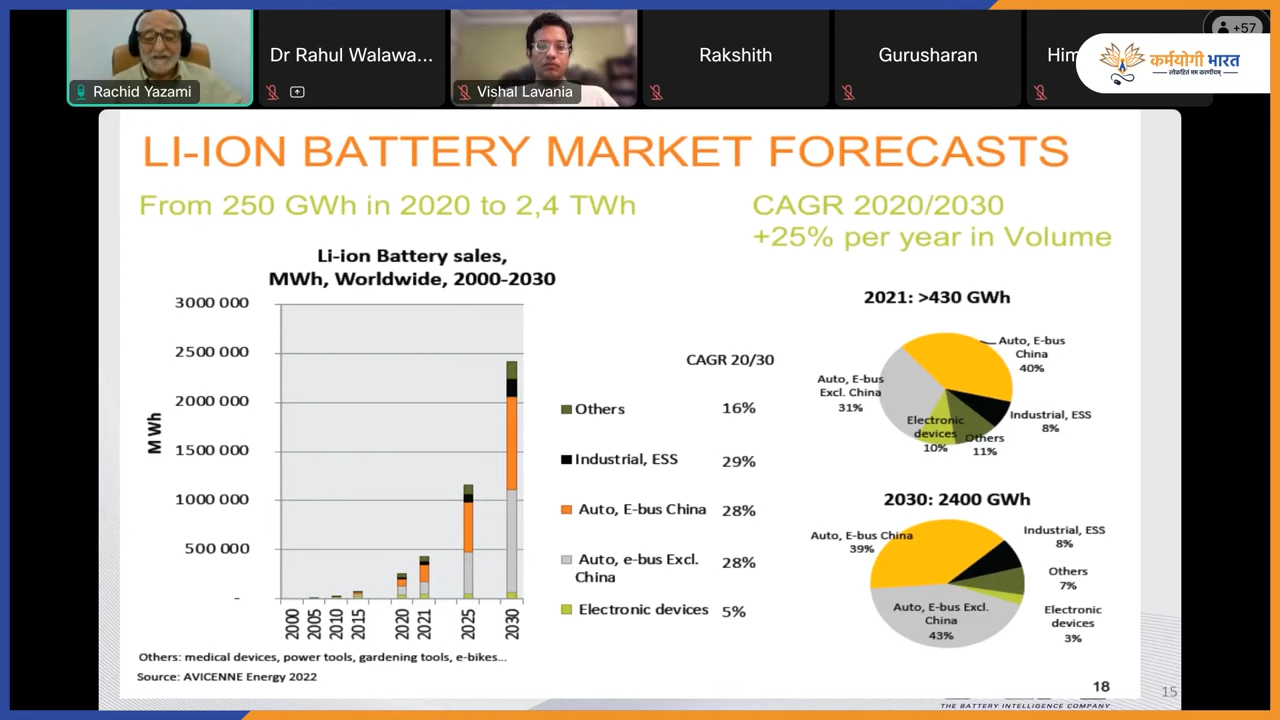 Rachid Yazami
Dr Rahul Walawa...
Vishal Lavania
Rakshith
Gurusharan
Him
+57
कर्मयोगी भारत
लोकहितं मम करणीयम्
LI-ION BATTERY MARKET FORECASTS
From 250 GWh in 2020 to 2,4 TWh
CAGR 2020/2030
+25% per year in Volume
Li-ion Battery sales,
MWh, Worldwide, 2000-2030
3000 000
2500 000
2000 000
1500 000
1000 000
500 000
-
M Wh
2000
2005
2010
2015
2020
2021
2025
2030
CAGR 20/30
Others 16%
Industrial, ESS 29%
Auto, E-bus China 28%
Auto, e-bus Excl.
China 28%
Electronic devices 5%
2021: >430 GWh
Auto, E-bus
China
40%
Auto, E-bus
Excl. China
31%
Industrial, ESS
8%
Electronic
devices
10%
Others
11%
2030: 2400 GWh
Auto, E-bus China
39%
Industrial, ESS
8%
Others
7%
Auto, E-bus Excl.
China
43%
Electronic
devices
3%
Others: medical devices, power tools, gardening tools, e-bikes...
Source: AVICENNE Energy 2022
18
15
THE BATTERY INTELLIGENCE COMPANY